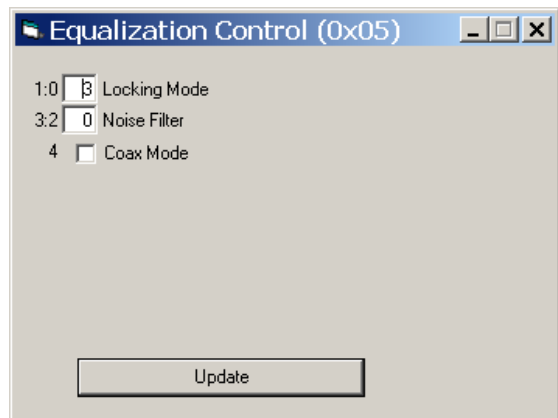 Equalization Control (0x05)
1:0 3 Locking Mode
3:2 0 Noise Filter
4 Coax Mode
Update